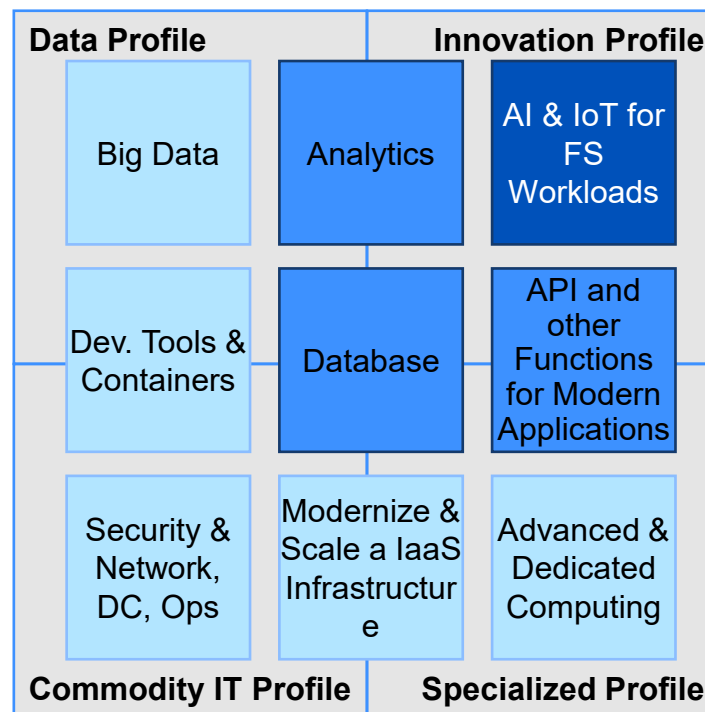 Data Profile
Innovation Profile
Big Data
Analytics
AI & IoT for
FS
Workloads
Dev. Tools &
Containers
Database
API and
other
Functions
for Modern
Applications
Security &
Network,
DC, Ops
Modernize &
Scale a IaaS
Infrastructur
e
Advanced &
Dedicated
Computing
Commodity IT Profile
Specialized Profile